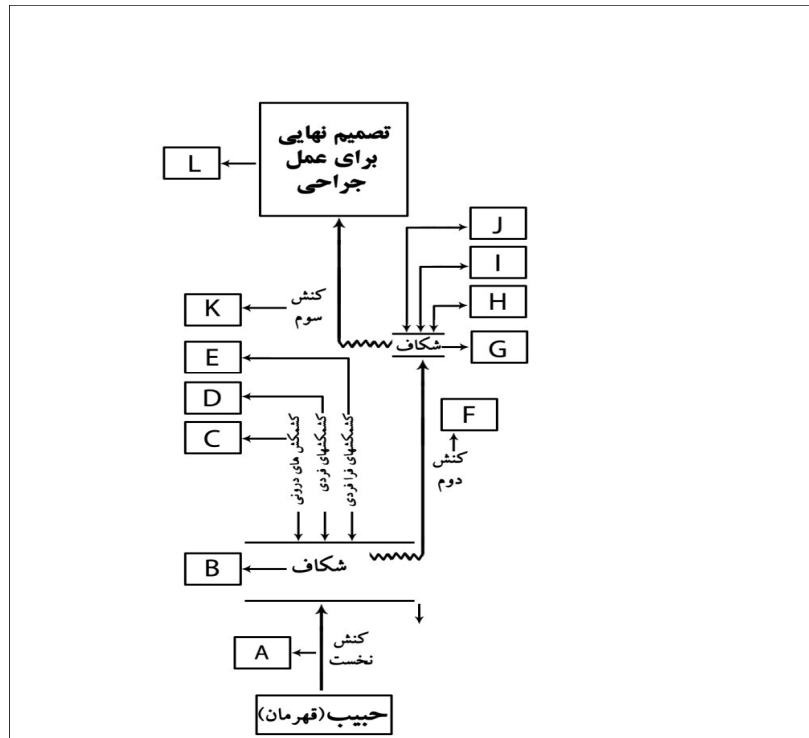 تصمیم نهایی
برای عمل
جراحی
L
J
I
H
G
شکاف
کنش
سوم
K
E
D
C
کشمکش های درونی
کشمکشهای فردی
کشمکشهای فرا فردی
F
کنش
دوم
شکاف
B
کنش
نخست
A
حبیب(قهرمان)